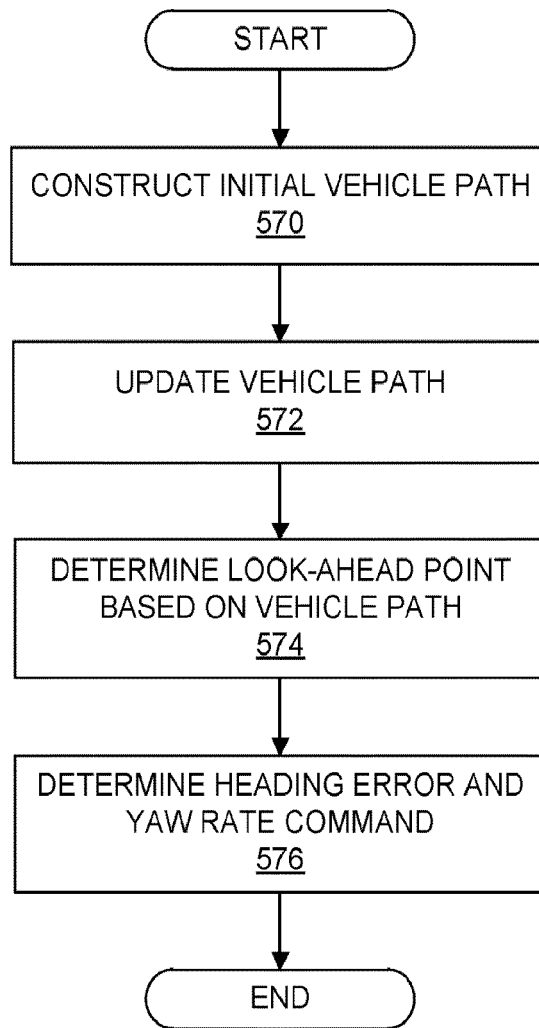 START
CONSTRUCT INITIAL VEHICLE PATH
570
UPDATE VEHICLE PATH
572
DETERMINE LOOK-AHEAD POINT
BASED ON VEHICLE PATH
574
DETERMINE HEADING ERROR AND
YAW RATE COMMAND
576
END